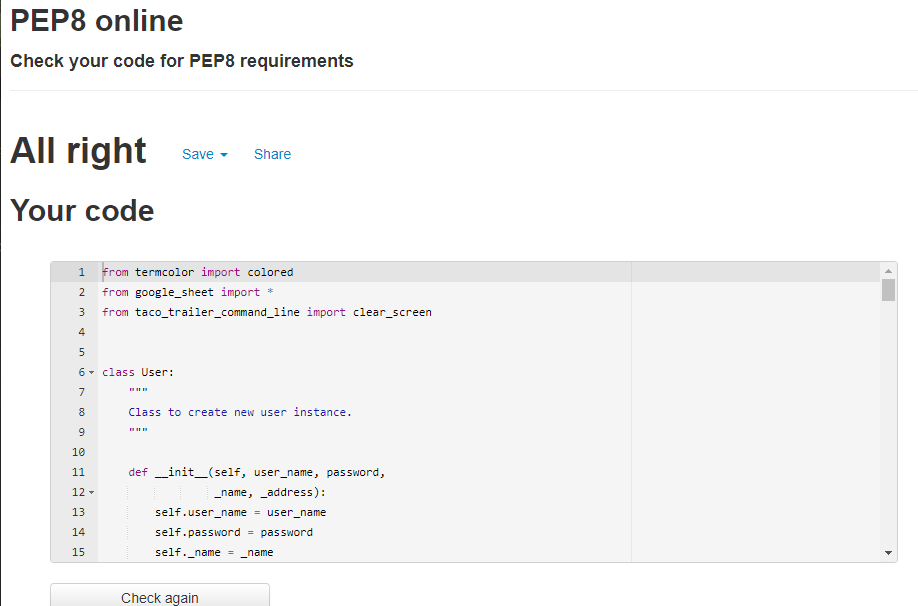 PEP8 online
Check your code for PEP8 requirements
All right Save Share
Your code
1 from termcolor import colored
2 from google_sheet import *
3 from taco_trailer_command_line import clear_screen
4
5
6 class User:
7 """
8 Class to create new user instance.
9 """
10
11 def __init__(self, user_name, password,
12 _name, _address):
13 self.user_name = user_name
14 self.password = password
15 self._name = _name
Check again